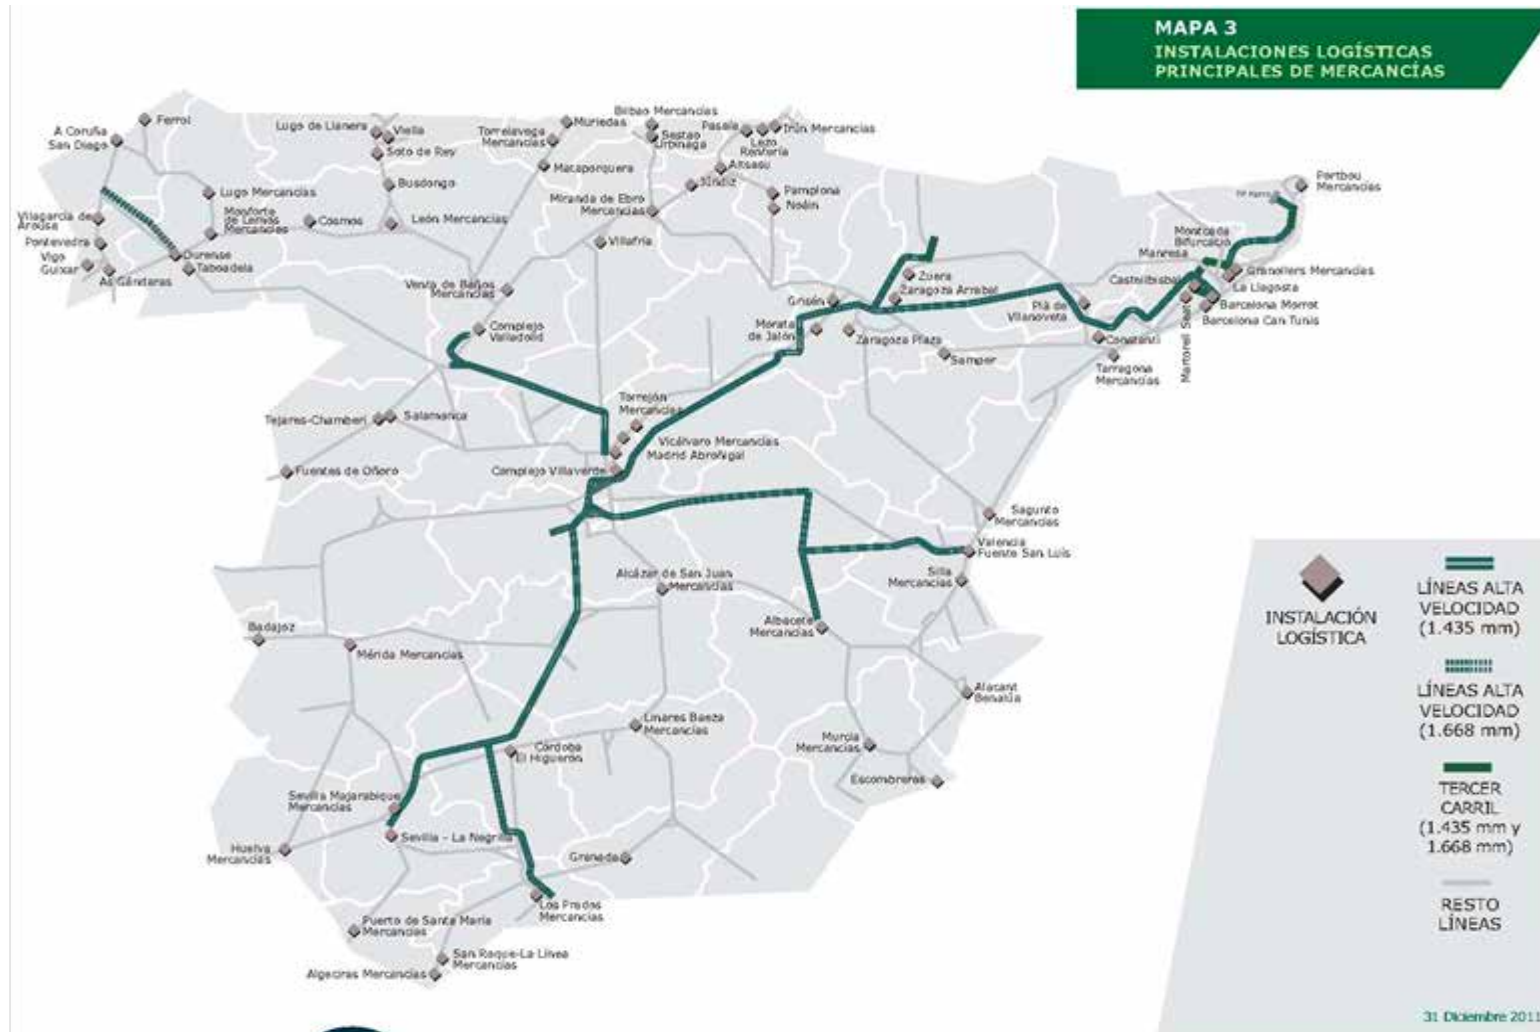 MAPA 3
INSTALACIONES LOGÍSTICAS
PRINCIPALES DE MERCANCÍAS
Ferrol
A Coruña
San Diego
Lugo de Llanera
Viella
Soto de Rey
Torrelavega
Mercancías
Muriedas
Bilbao Mercancías
Sestao
Urbinaga
Pasaia
Lezo
Rentería
Irún Mercancías
Altsasu
Mataporquera
Busdongo
Lugo Mercancías
Júndiz
Pamplona
Noáin
Portbou
Mercancías
Vilagarcía de
Arousa
Monforte
de Lemos
Mercancías
Cosmos
León Mercancías
Miranda de Ebro
Mercancías
Villafría
Pontevedra
Vigo
Guixar
As Gándaras
Ourense
Taboadela
Montcada
Bifurcació
Manresa
Granollers Mercancías
Castellbisbal
La Llagosta
Barcelona Morrot
Barcelona Can Tunis
Martorell Seat
Venta de Baños
Mercancías
Zuera
Zaragoza Arrabal
Grisén
Plá de
Vilanoveta
Complejo
Valladolid
Morata
de Jalón
Zaragoza Plaza
Samper
Constantí
Tarragona
Mercancías
Torrejón
Mercancías
Tejares-Chamberí
Salamanca
Vicálvaro Mercancías
Madrid Abroñigal
Fuentes de Oñoro
Complejo Villaverde
Sagunto
Mercancías
Valencia
Fuente San Luis
Silla
Mercancías
Alcázar de San Juan
Mercancías
Albacete
Mercancías
Badajoz
Mérida Mercancías
Alacant
Benalúa
Linares Baeza
Mercancías
Murcia
Mercancías
Córdoba
El Higuerón
Escombreras
Sevilla Majarabique
Mercancías
Sevilla - La Negrilla
Huelva
Mercancías
Granada
Los Prados
Mercancías
Puerto de Santa María
Mercancías
San Roque-La Línea
Mercancías
Algeciras Mercancías
INSTALACIÓN
LOGÍSTICA
LÍNEAS ALTA
VELOCIDAD
(1.435 mm)
LÍNEAS ALTA
VELOCIDAD
(1.668 mm)
TERCER
CARRIL
(1.435 mm y
1.668 mm)
RESTO
LÍNEAS
31 Diciembre 2013